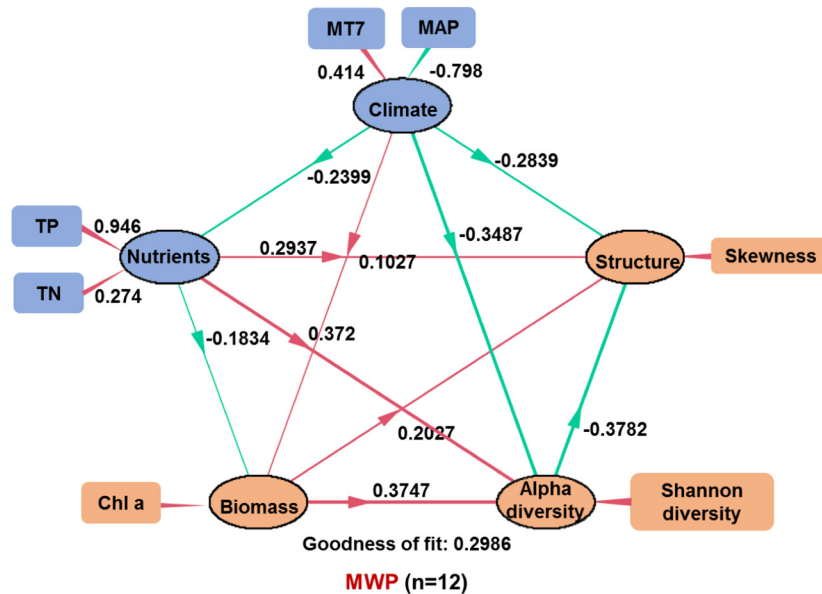 MT7
MAP
0.414
-0.798
Climate
-0.2399
-0.2839
TP
0.946
Nutrients
0.2937
0.1027
-0.3487
Structure
Skewness
TN
0.274
-0.1834
0.372
0.2027
-0.3782
Chl a
Biomass
0.3747
Alpha
diversity
Shannon
diversity
Goodness of fit: 0.2986
MWP (n=12)